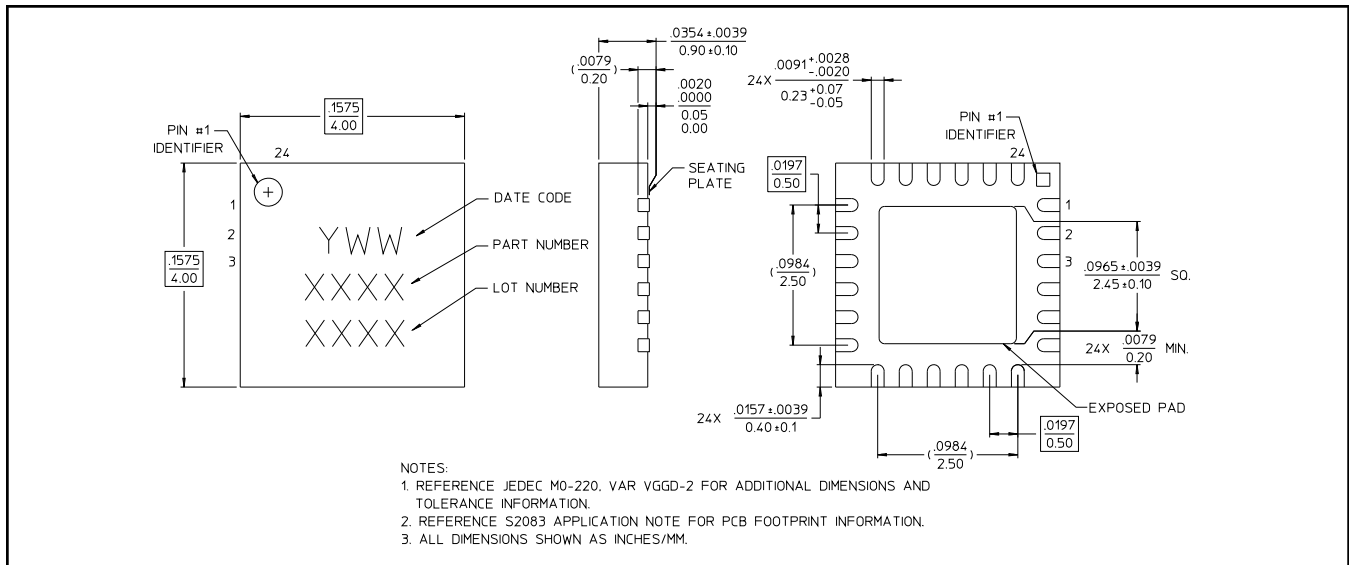 .0354 ±.0039
0.90 ±0.10
(.0079
0.20)
.0020
.0000
0.05
0.00
24X .0091 +.0028
-.0020
0.23 +0.07
-0.05
.1575
4.00
PIN #1
IDENTIFIER
24
1
2
3
.1575
4.00
DATE CODE
YWW
PART NUMBER
XXXX
LOT NUMBER
XXXX
SEATING
PLATE
PIN #1
IDENTIFIER
24
.0197
0.50
1
2
3
(.0984
2.50)
.0965 ±.0039 SQ.
2.45 ±0.10
24X .0079 MIN.
0.20
EXPOSED PAD
24X .0157 ±.0039
0.40 ±0.1
.0197
0.50
(.0984
2.50)
NOTES:
1. REFERENCE JEDEC M0-220, VAR VGGD-2 FOR ADDITIONAL DIMENSIONS AND
TOLERANCE INFORMATION.
2. REFERENCE S2083 APPLICATION NOTE FOR PCB FOOTPRINT INFORMATION.
3. ALL DIMENSIONS SHOWN AS INCHES/MM.